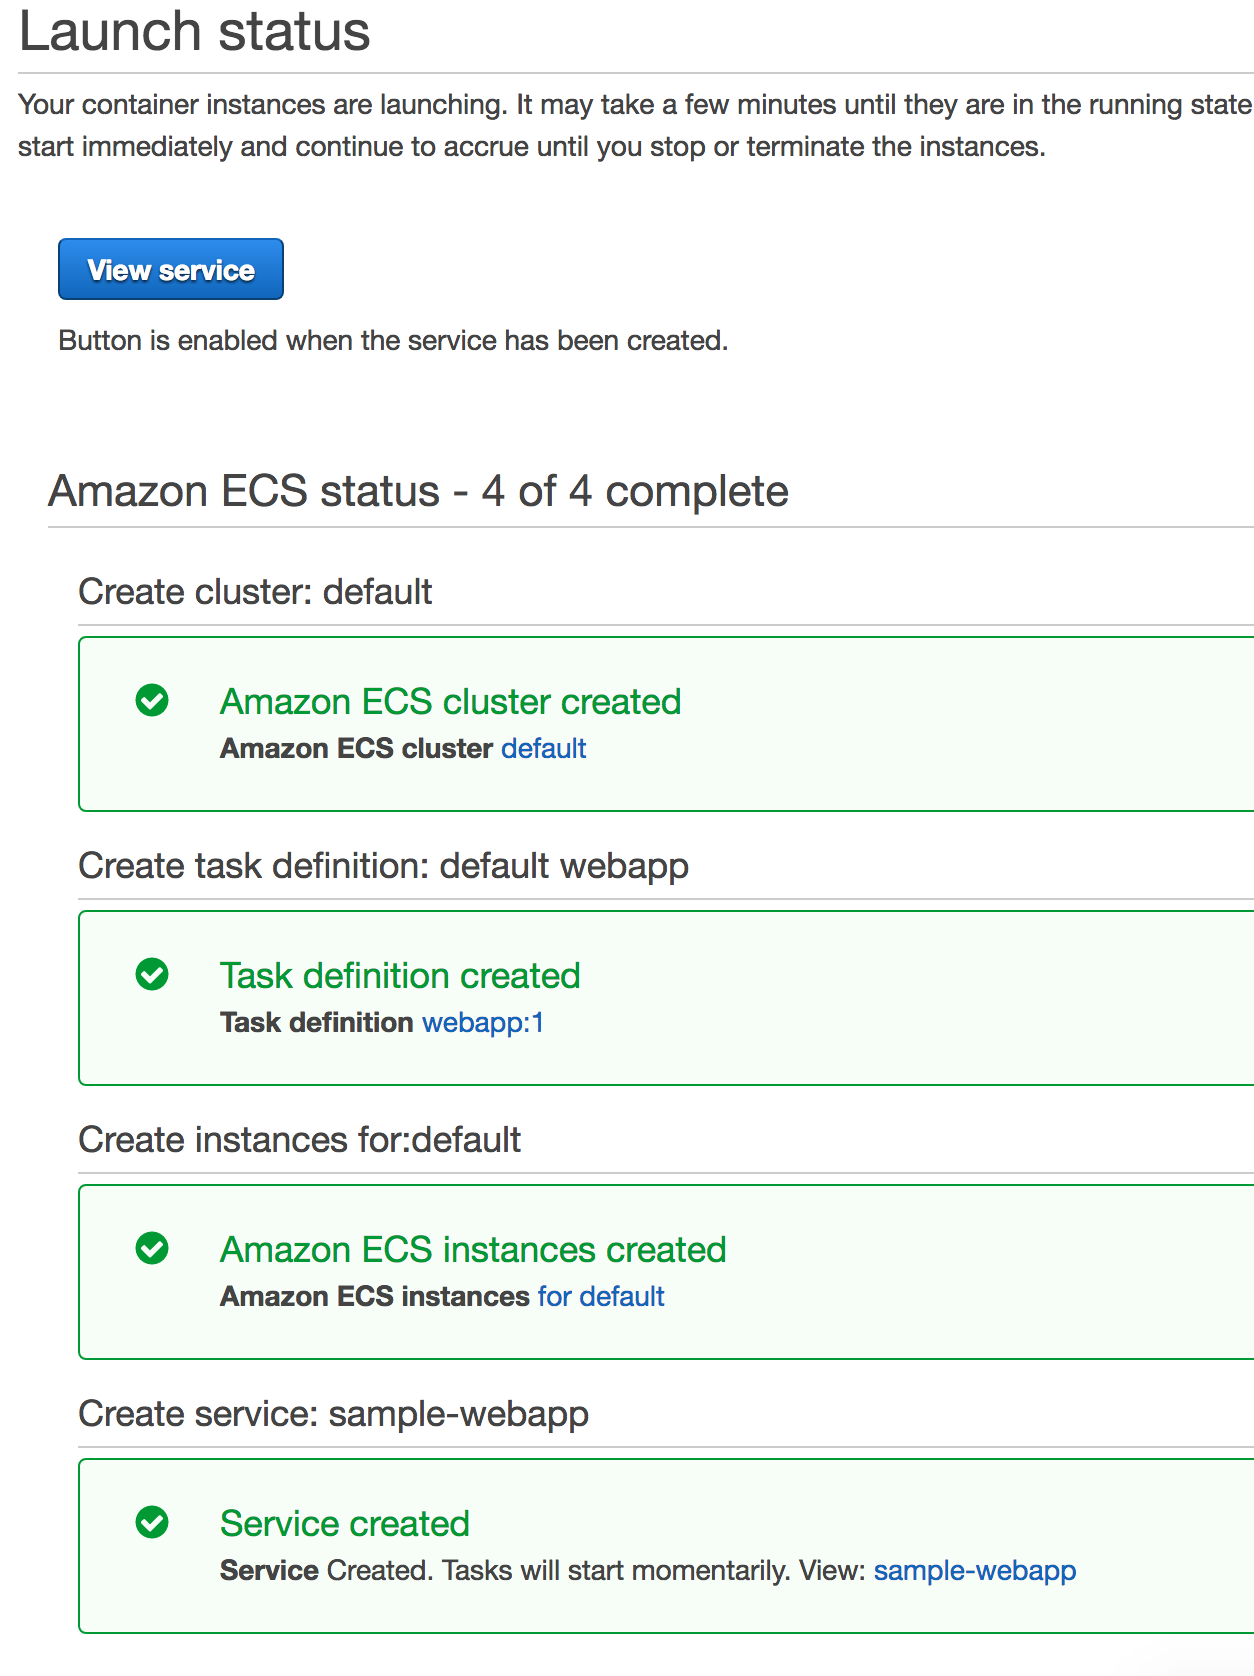 Launch status
Your container instances are launching. It may take a few minutes until they are in the running state
start immediately and continue to accrue until you stop or terminate the instances.
View service
Button is enabled when the service has been created.
Amazon ECS status - 4 of 4 complete
Create cluster: default
Amazon ECS cluster created
Amazon ECS cluster default
Create task definition: default webapp
Task definition created
Task definition webapp:1
Create instances for:default
Amazon ECS instances created
Amazon ECS instances for default
Create service: sample-webapp
Service created
Service Created. Tasks will start momentarily. View: sample-webapp